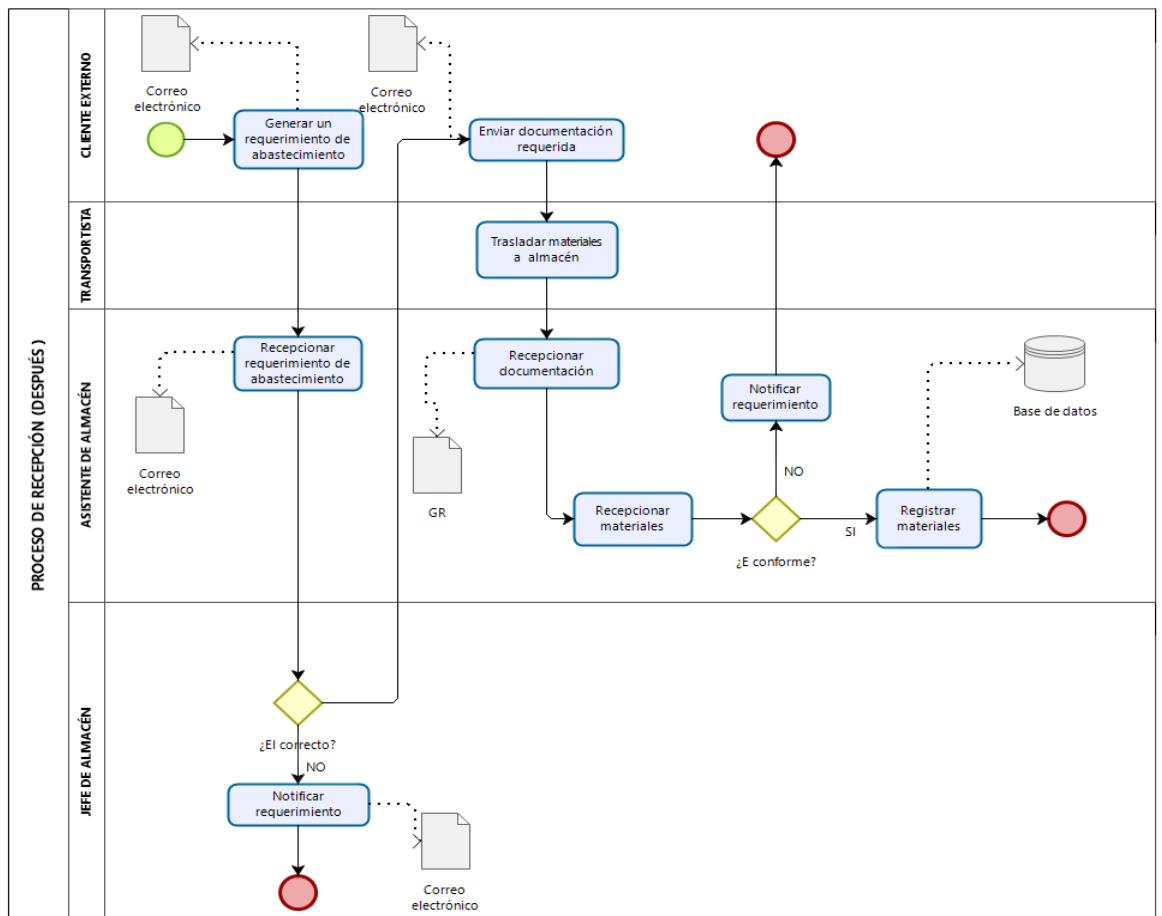 PROCESO DE RECEPCIÓN (DESPUÉS )
CLIENTE EXTERNO
Correo
electrónico
Correo
electrónico
Generar un
requerimiento de
abastecimiento
Enviar documentación
requerida
TRANSPORTISTA
Trasladar materiales
a almacén
ASISTENTE DE ALMACÉN
Recepcionar
requerimiento de
abastecimiento
Recepcionar
documentación
Notificar
requerimiento
Base de datos
Correo
electrónico
GR
NO
Recepcionar
materiales
SI
Registrar
materiales
¿E conforme?
JEFE DE ALMACÉN
¿El correcto?
NO
Notificar
requerimiento
Correo
electrónico